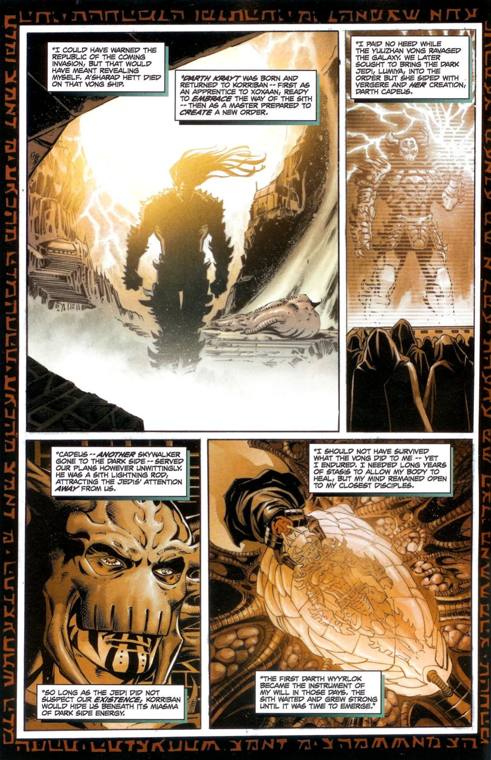 "I COULD HAVE WARNED THE
REPUBLIC OF THE COMING
INVASION, BUT THAT WOULD
HAVE MEANT REVEALING
MYSELF. A'SHARAD HETT DIED
ON THAT VONG SHIP.
"DARTH KRAYT WAS BORN AND
RETURNED TO KORRIBAN -- FIRST AS
AN APPRENTICE TO XOXAAN, READY
TO EMBRACE THE WAY OF THE SITH
-- THEN AS A MASTER PREPARED TO
CREATE A NEW ORDER.
"I PAID NO HEED WHILE
THE YUUZHAN VONG RAVAGED
THE GALAXY. WE LATER
SOUGHT TO BRING THE DARK
JEDI, LUMIYA, INTO THE
ORDER BUT SHE SIDED WITH
VERGERE AND HER CREATION,
DARTH CADEUS.
"CADEUS -- ANOTHER SKYWALKER
GONE TO THE DARK SIDE -- SERVED
OUR PLANS HOWEVER UNWITTINGLY.
HE WAS A SITH LIGHTNING ROD,
ATTRACTING THE JEDIS' ATTENTION
AWAY FROM US.
"SO LONG AS THE JEDI DID NOT
SUSPECT OUR EXISTENCE, KORRIBAN
WOULD HIDE US BENEATH ITS MIASMA
OF DARK SIDE ENERGY.
"I SHOULD NOT HAVE SURVIVED
WHAT THE VONG DID TO ME -- YET
I ENDURED. I NEEDED LONG YEARS
OF STASIS TO ALLOW MY BODY TO
HEAL, BUT MY MIND REMAINED OPEN
TO MY CLOSEST DISCIPLES.
"THE FIRST DARTH WYYRLOK
BECAME THE INSTRUMENT OF
MY WILL IN THOSE DAYS. THE
SITH WAITED AND GREW STRONG
UNTIL IT WAS TIME TO EMERGE."